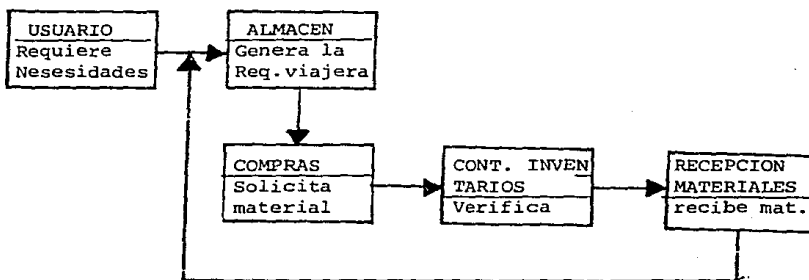 USUARIO
Requiere
Nesesidades
ALMACEN
Genera la
Req.viajera
COMPRAS
Solicita
material
CONT. INVEN
TARIOS
Verifica
RECEPCION
MATERIALES
recibe mat.